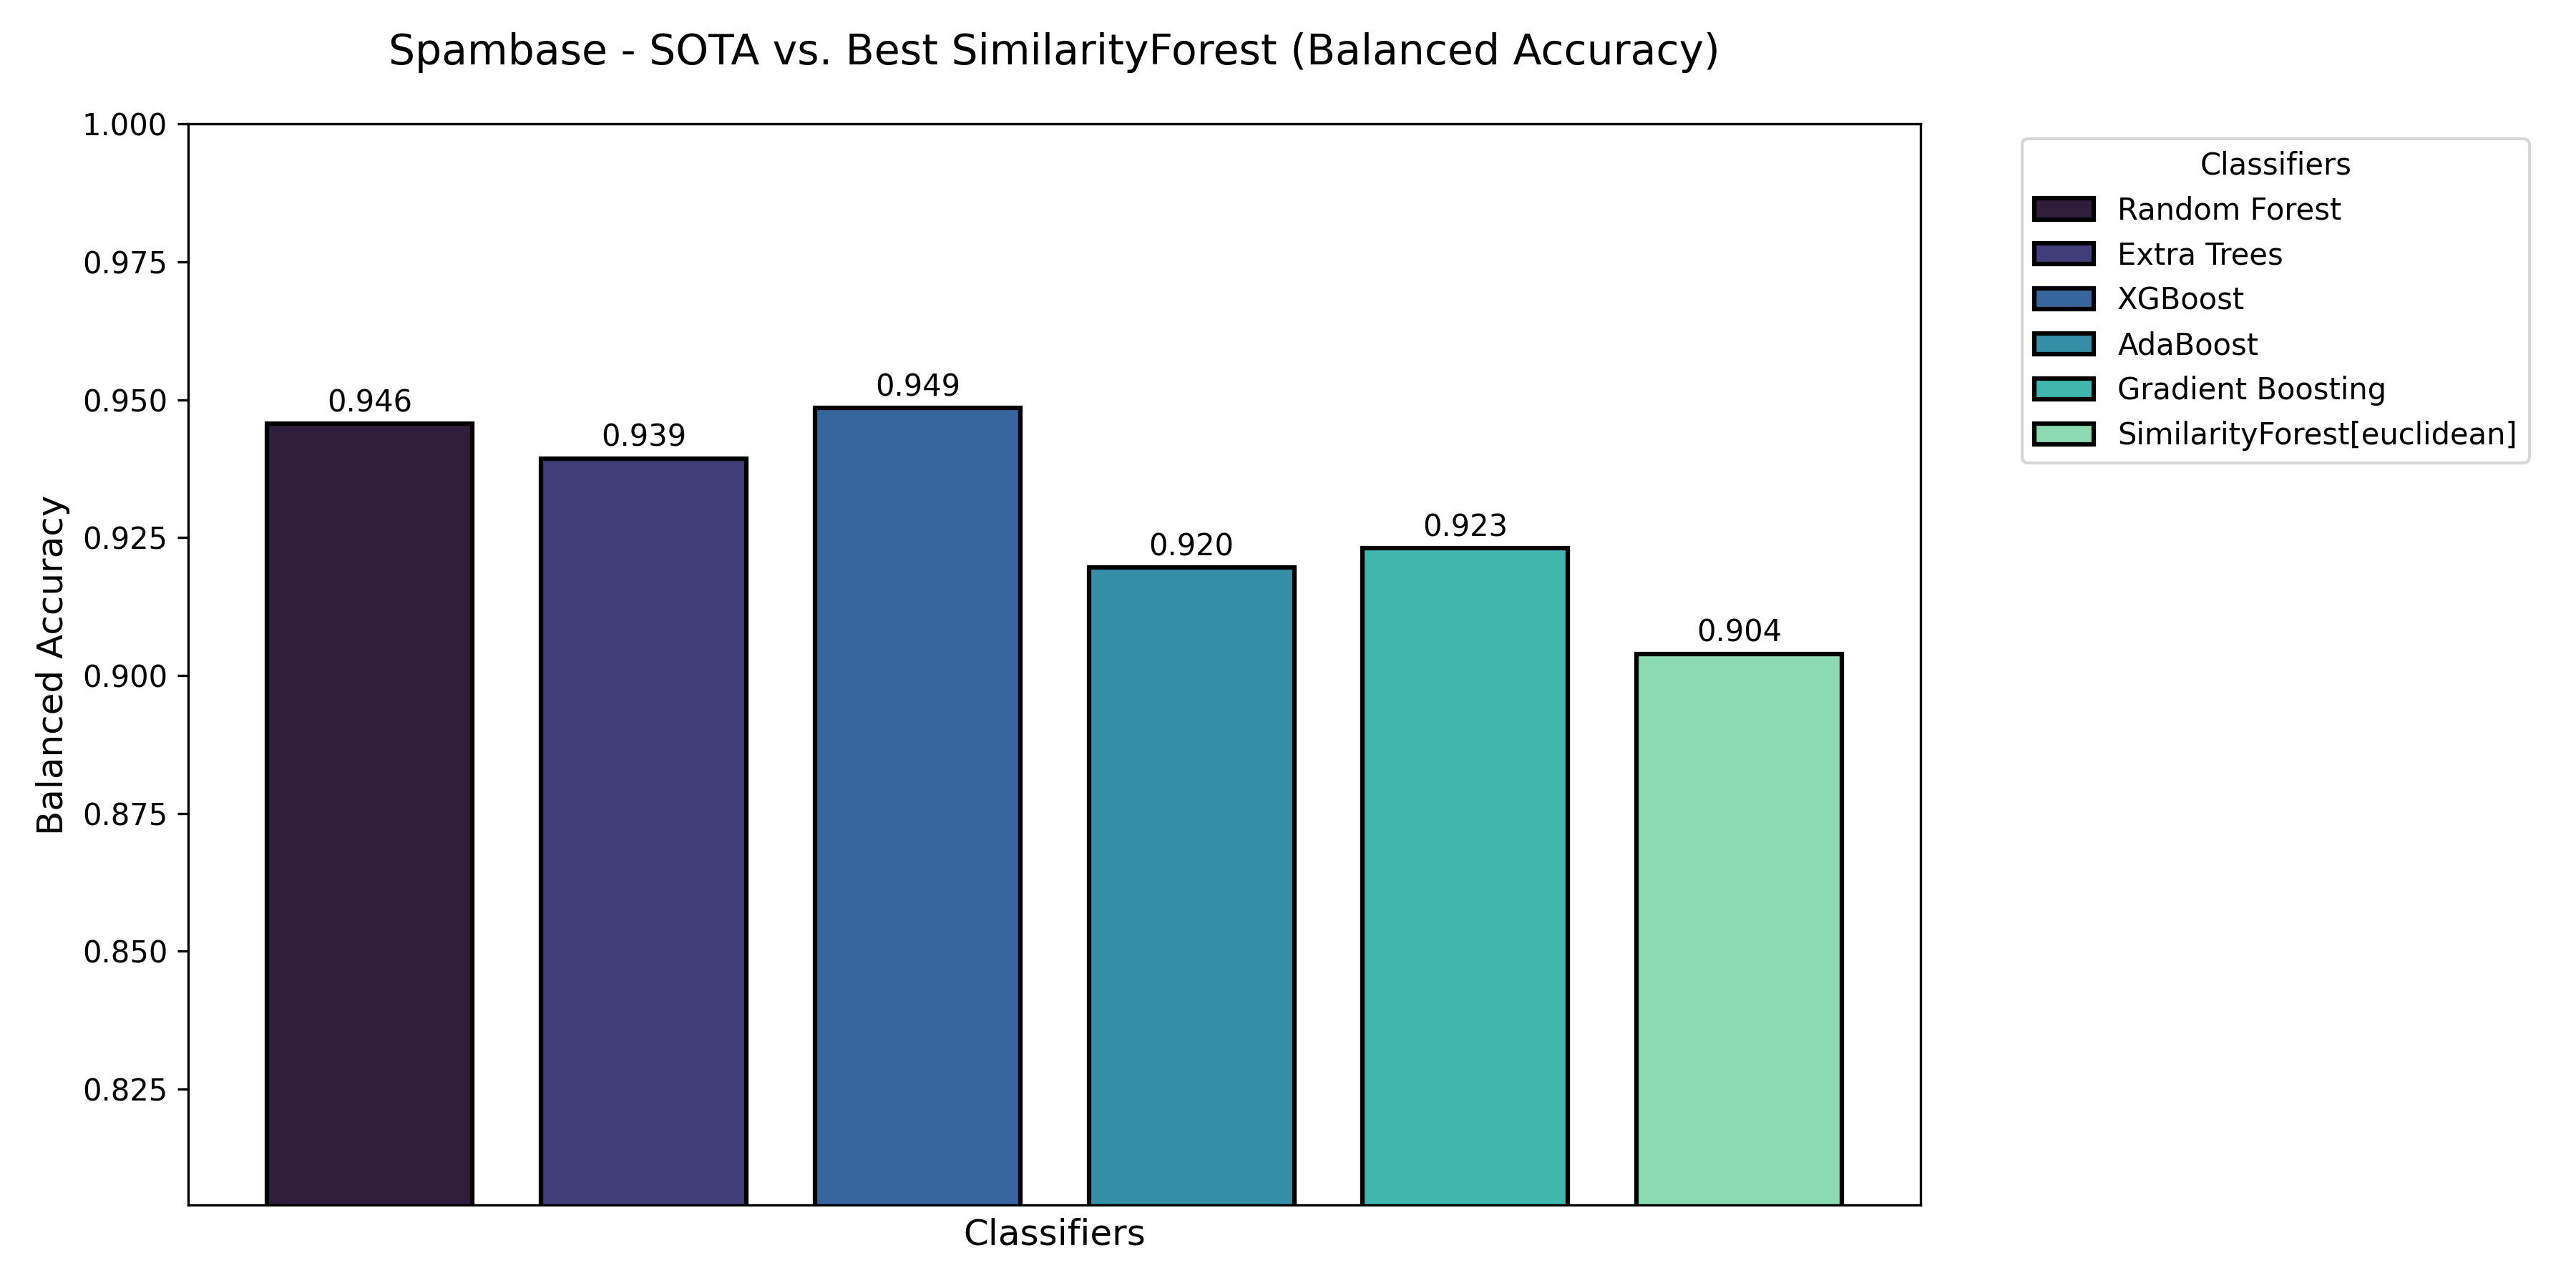 Spambase - SOTA vs. Best SimilarityForest (Balanced Accuracy)
Balanced Accuracy
1.000
0.975
0.950
0.925
0.900
0.875
0.850
0.825
0.946
0.939
0.949
0.920
0.923
0.904
Classifiers
Classifiers
Random Forest
Extra Trees
XGBoost
AdaBoost
Gradient Boosting
SimilarityForest[euclidean]